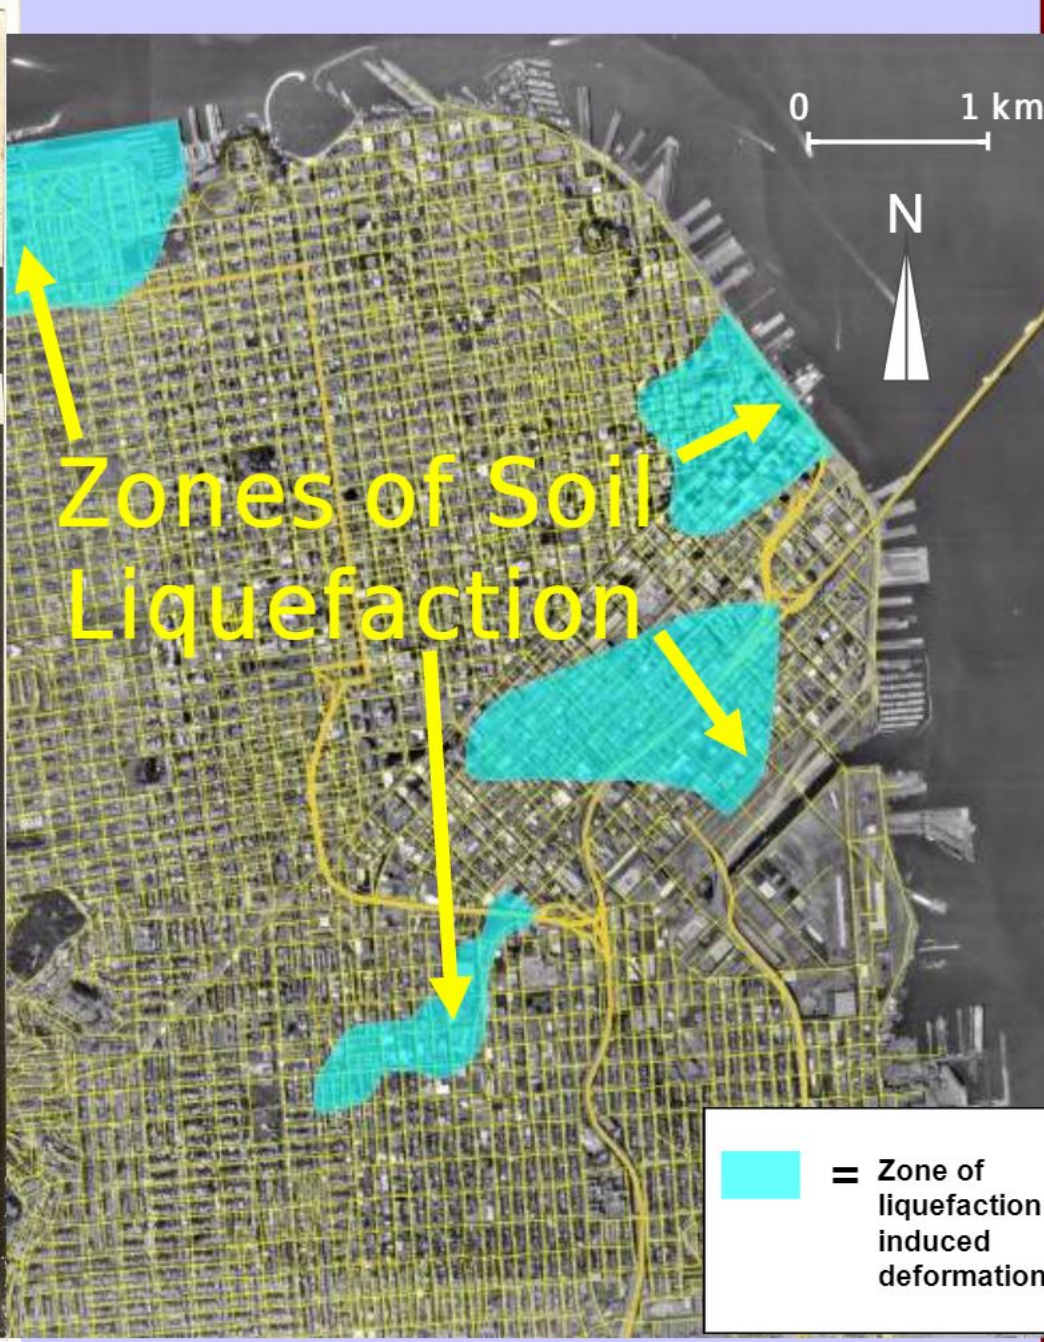 0 1 km
N
Zones of Soil
Liquefaction
= Zone of
liquefaction
induced
deformation